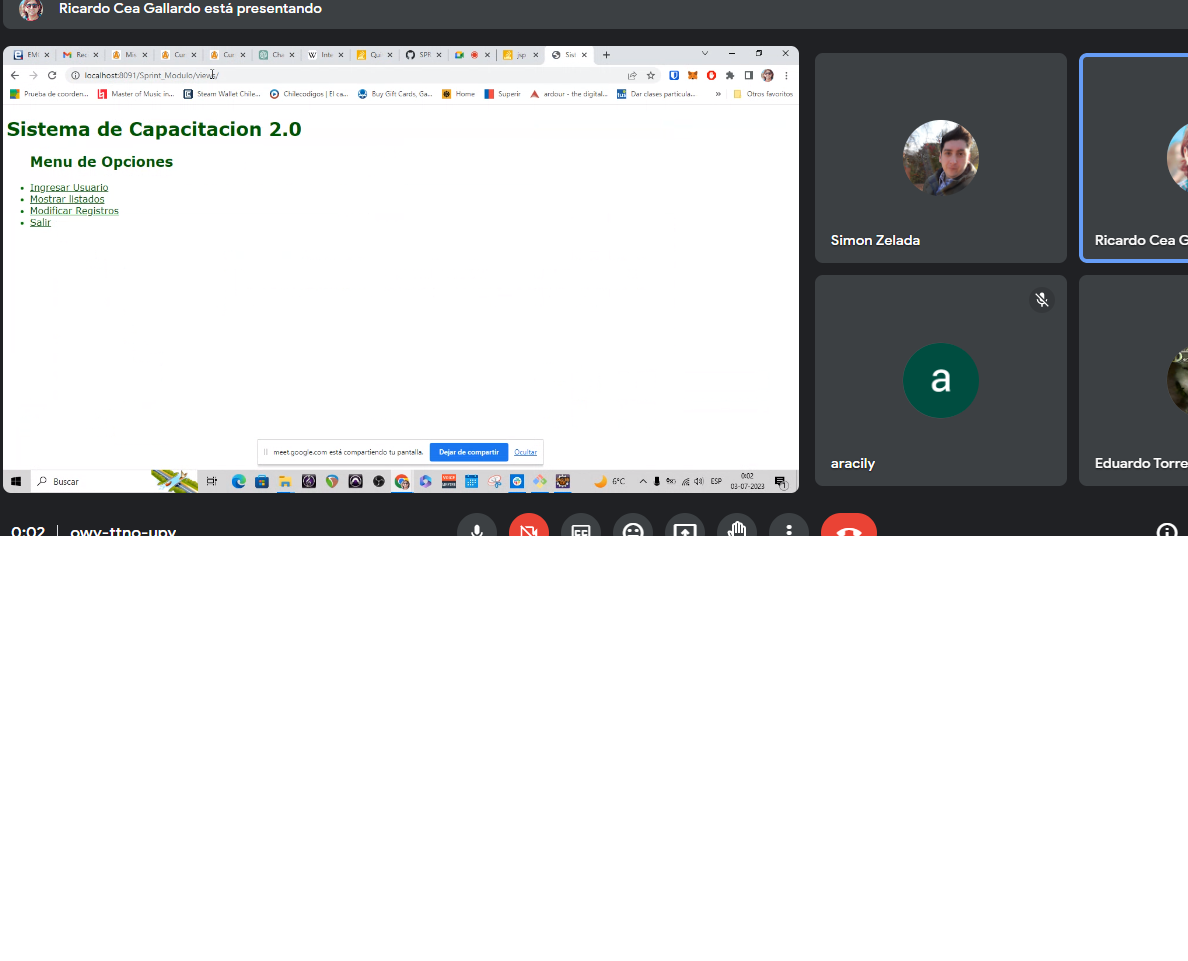 Ricardo Cea Gallardo está presentando
EMI
Rec
Mis
Cur
Cur
Cha
Inte
Qui
SPR
jsp
Sist
localhost:8091/Sprint_Modulo/views/
Prueba de coorden...
Master of Music in...
Steam Wallet Chile...
Chilecodigos | El ca...
Buy Gift Cards, Ga...
Home
Superir
ardour - the digital...
Dar clases particula...
»
Otros favoritos
Sistema de Capacitacion 2.0
Menu de Opciones
Ingresar Usuario
Mostrar listados
Modificar Registros
Salir
meet.google.com está compartiendo tu pantalla.
Dejar de compartir
Ocultar
Buscar
6°C
ESP
0:02
03-07-2023
Simon Zelada
Ricardo Cea G
a
aracily
Eduardo Torre
0:02 | owy-ttno-upv